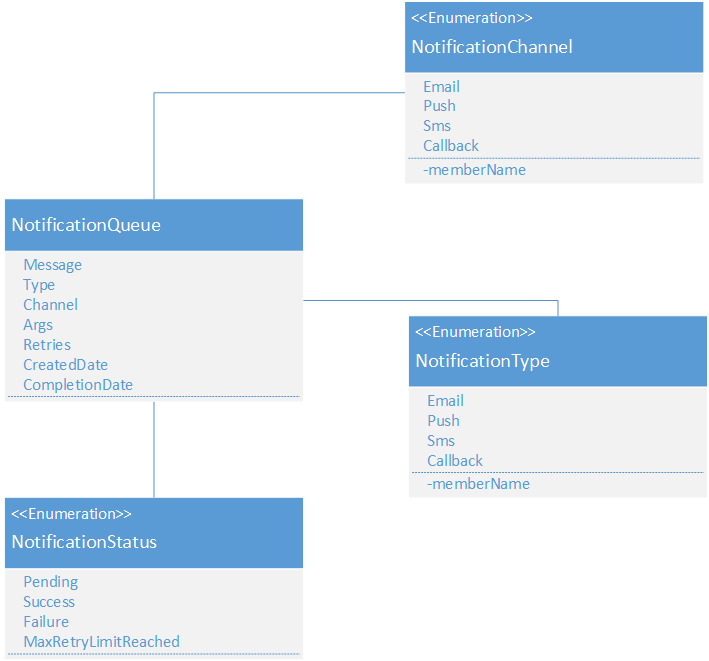 <<Enumeration>>
NotificationChannel
Email
Push
Sms
Callback
-memberName
NotificationQueue
Message
Type
Channel
Args
Retries
CreatedDate
CompletionDate
<<Enumeration>>
NotificationType
Email
Push
Sms
Callback
-memberName
<<Enumeration>>
NotificationStatus
Pending
Success
Failure
MaxRetryLimitReached